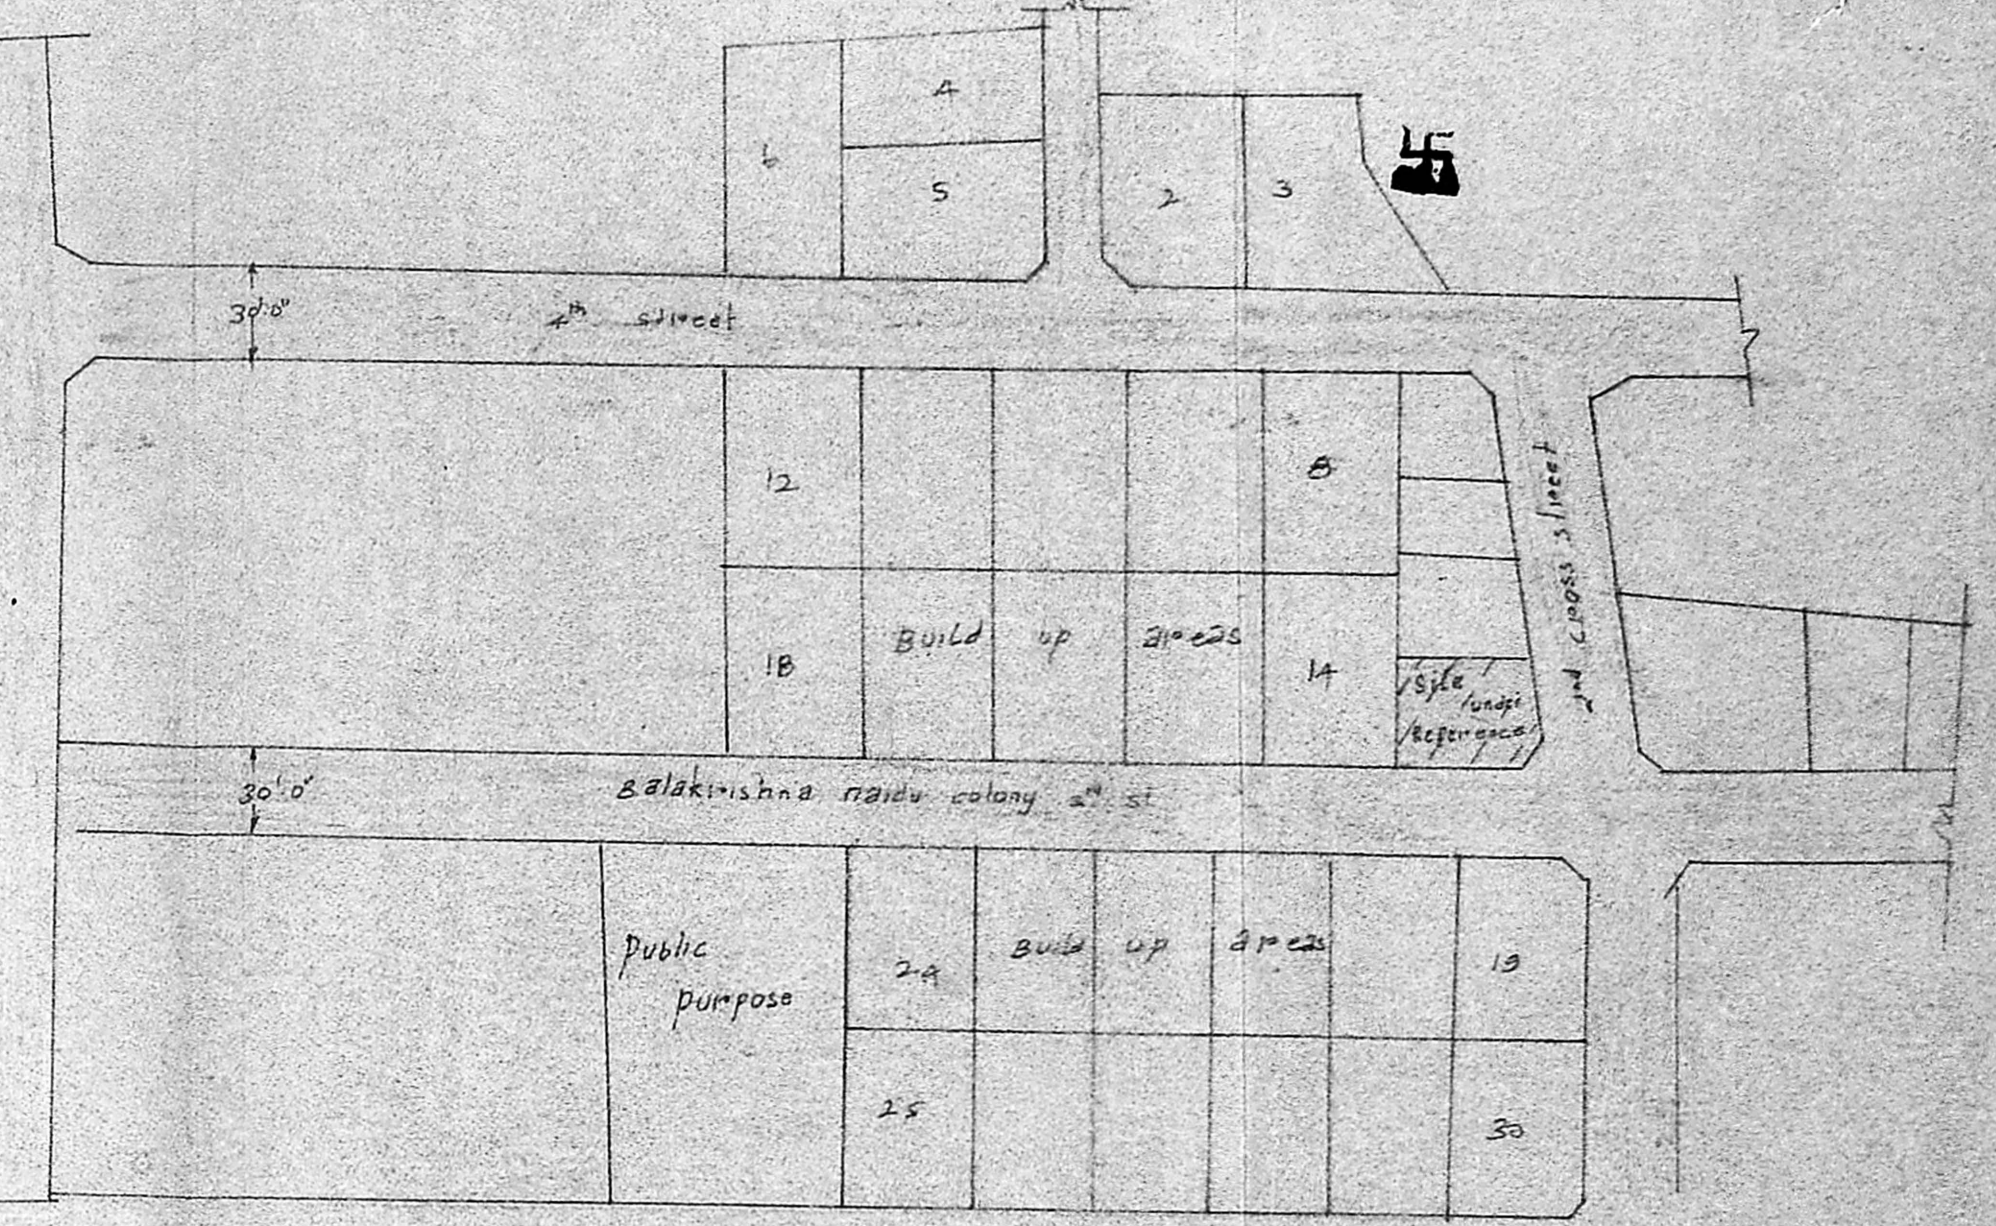 4
6
5
2
3
30'.0"
4th street
12
8
2nd cross street
Build up areas
18
14
Site
under
Reference
30'.0"
Balakrishna naidu colony 2nd st
public
purpose
24
Build up areas
19
25
30